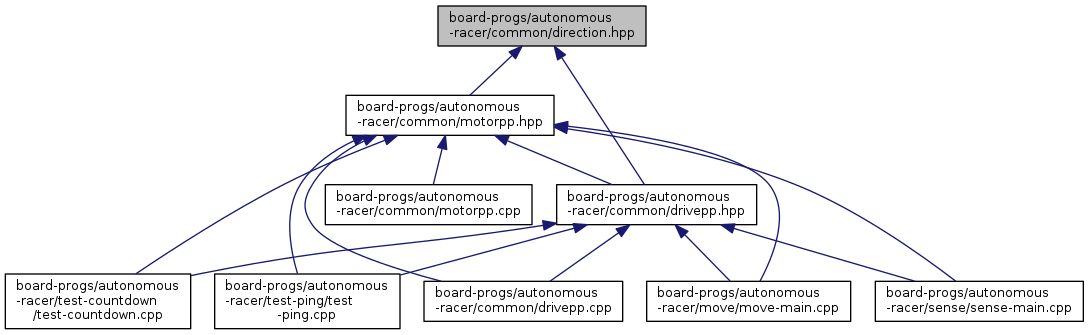 board-progs/autonomous
-racer/common/direction.hpp
board-progs/autonomous
-racer/common/motorpp.hpp
board-progs/autonomous
-racer/common/motorpp.cpp
board-progs/autonomous
-racer/common/drivepp.hpp
board-progs/autonomous
-racer/test-countdown
/test-countdown.cpp
board-progs/autonomous
-racer/test-ping/test
-ping.cpp
board-progs/autonomous
-racer/common/drivepp.cpp
board-progs/autonomous
-racer/move/move-main.cpp
board-progs/autonomous
-racer/sense/sense-main.cpp